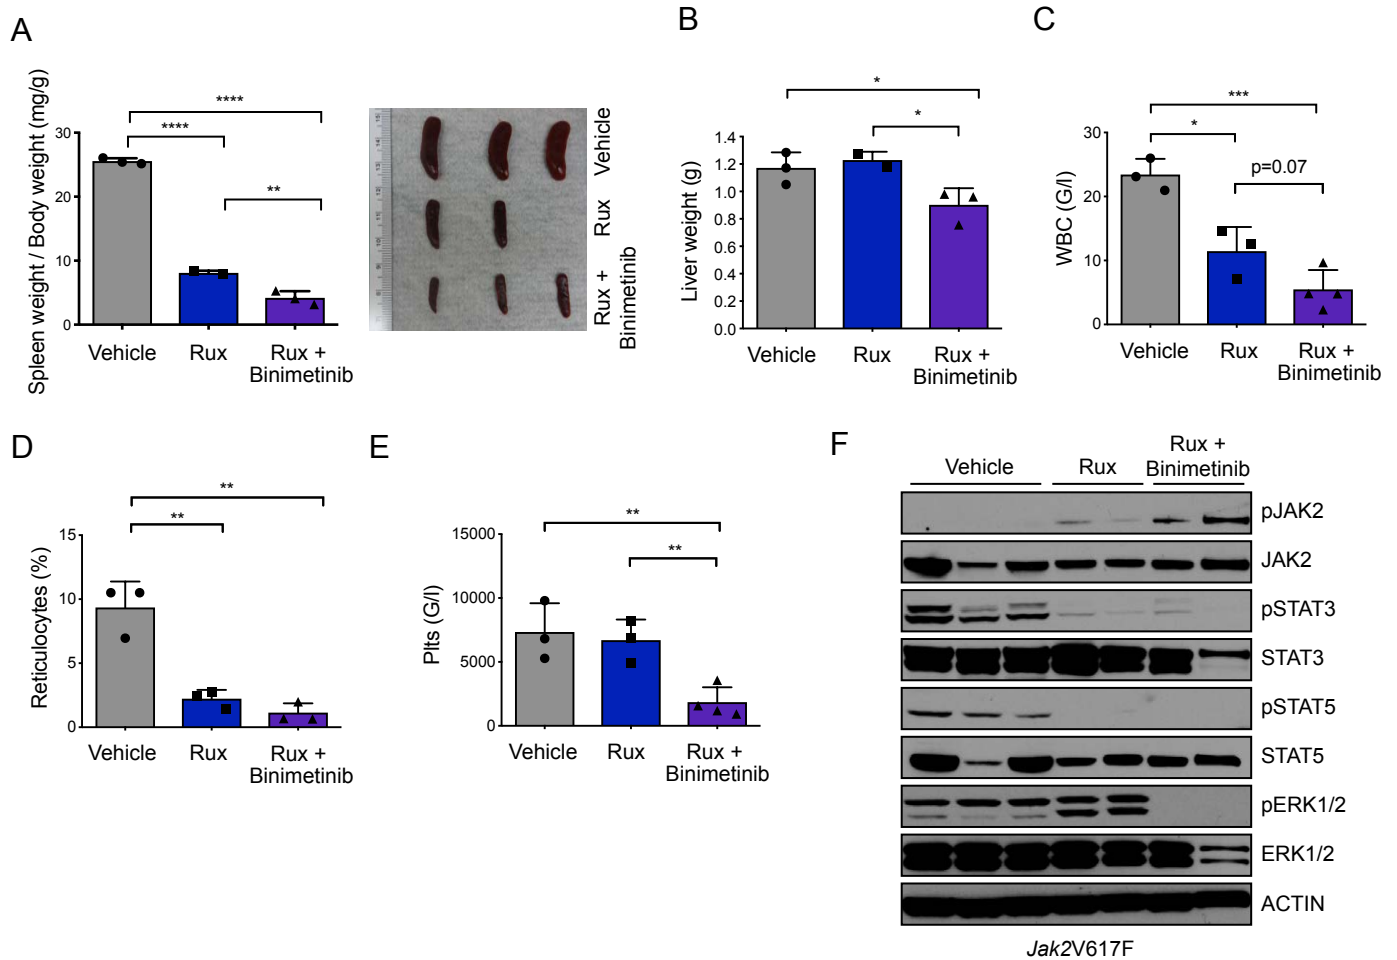 A
Spleen weight / Body weight (mg/g)
30
20
10
0
****
****
**
Vehicle
Rux
Rux +
Binimetinib
Vehicle
Rux
Rux +
Binimetinib
B
Liver weight (g)
1.4
1.2
1.0
0.8
0.6
0.4
0.2
0.0
*
*
Vehicle
Rux
Rux +
Binimetinib
C
WBC (G/l)
30
20
10
0
***
*
p=0.07
Vehicle
Rux
Rux +
Binimetinib
D
Reticulocytes (%)
15
10
5
0
**
**
Vehicle
Rux
Rux +
Binimetinib
E
Plts (G/l)
15000
10000
5000
0
**
**
Vehicle
Rux
Rux +
Binimetinib
F
Vehicle
Rux
Rux +
Binimetinib
pJAK2
JAK2
pSTAT3
STAT3
pSTAT5
STAT5
pERK1/2
ERK1/2
ACTIN
Jak2V617F